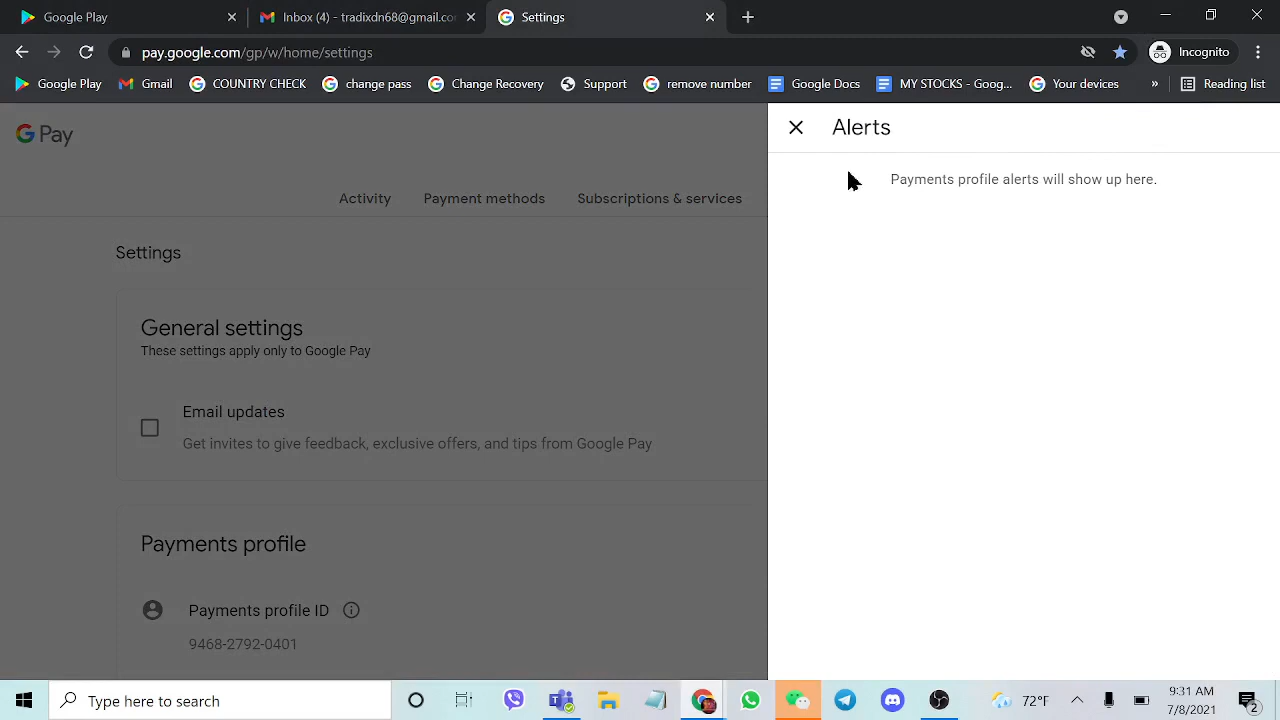 Google Play
Inbox (4) - tradixdn68@gmail.co
Settings
pay.google.com/gp/w/home/settings
Incognito
Google Play
Gmail
COUNTRY CHECK
change pass
Change Recovery
Support
remove number
Google Docs
MY STOCKS - Goog...
Your devices
»
Reading list
G Pay
Alerts
Payments profile alerts will show up here.
Activity
Payment methods
Subscriptions & services
Settings
General settings
These settings apply only to Google Pay
Email updates
Get invites to give feedback, exclusive offers, and tips from Google Pay
Payments profile
Payments profile ID
9468-2792-0401
Type here to search
72°F
9:31 AM
7/8/2021
2